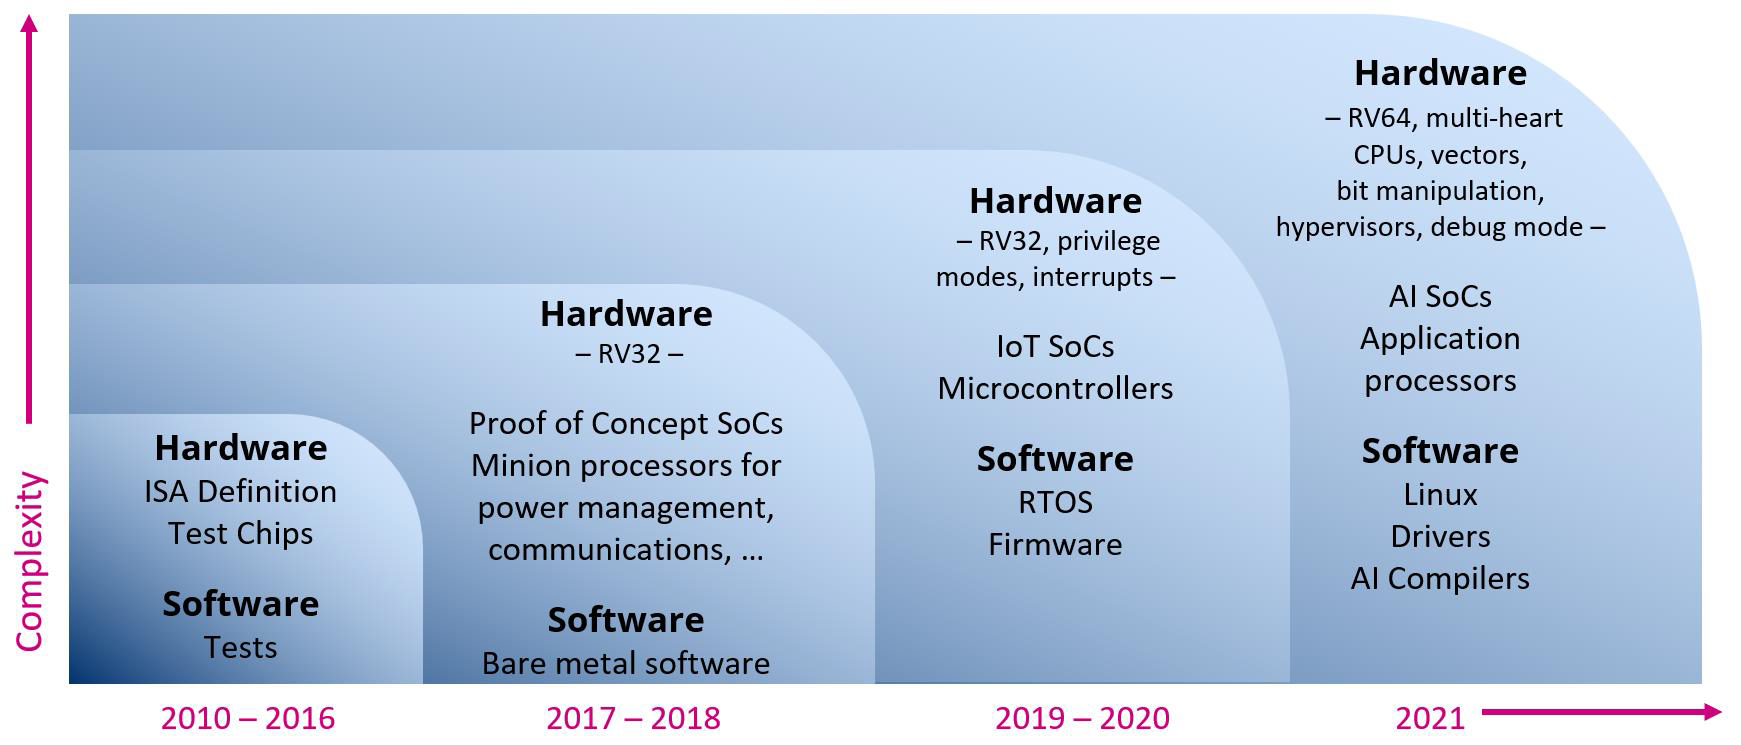 Complexity
Hardware
ISA Definition
Test Chips
Software
Tests
2010 – 2016
Hardware
– RV32 –
Proof of Concept SoCs
Minion processors for
power management,
communications, ...
Software
Bare metal software
2017 – 2018
Hardware
– RV32, privilege
modes, interrupts –
IoT SoCs
Microcontrollers
Software
RTOS
Firmware
2019 – 2020
Hardware
– RV64, multi-heart
CPUs, vectors,
bit manipulation,
hypervisors, debug mode –
AI SoCs
Application
processors
Software
Linux
Drivers
AI Compilers
2021